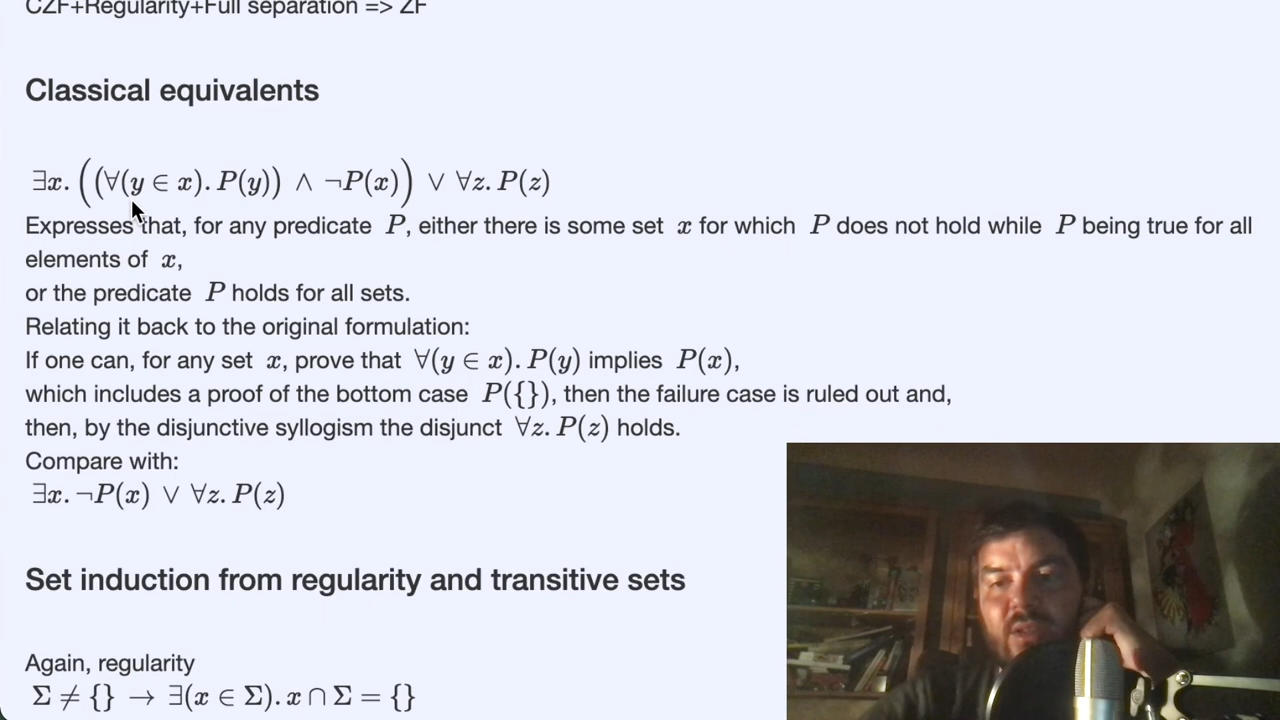 CZF+Regularity+Full separation => ZF
Classical equivalents
∃x. ((∀(y ∈ x). P(y)) ∧ ¬P(x)) ∨ ∀z. P(z)
Expresses that, for any predicate P, either there is some set x for which P does not hold while P being true for all
elements of x,
or the predicate P holds for all sets.
Relating it back to the original formulation:
If one can, for any set x, prove that ∀(y ∈ x). P(y) implies P(x),
which includes a proof of the bottom case P({}), then the failure case is ruled out and,
then, by the disjunctive syllogism the disjunct ∀z. P(z) holds.
Compare with:
∃x. ¬P(x) ∨ ∀z. P(z)
Set induction from regularity and transitive sets
Again, regularity
Σ ≠ {} → ∃(x ∈ Σ). x ∩ Σ = {}